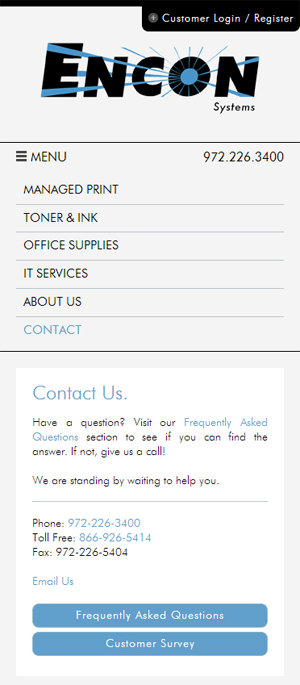 Customer Login / Register
ENCON
Systems
MENU
972.226.3400
MANAGED PRINT
TONER & INK
OFFICE SUPPLIES
IT SERVICES
ABOUT US
CONTACT
Contact Us.
Have a question? Visit our Frequently Asked
Questions section to see if you can find the
answer. If not, give us a call!
We are standing by waiting to help you.
Phone: 972-226-3400
Toll Free: 866-926-5414
Fax: 972-226-5404
Email Us
Frequently Asked Questions
Customer Survey